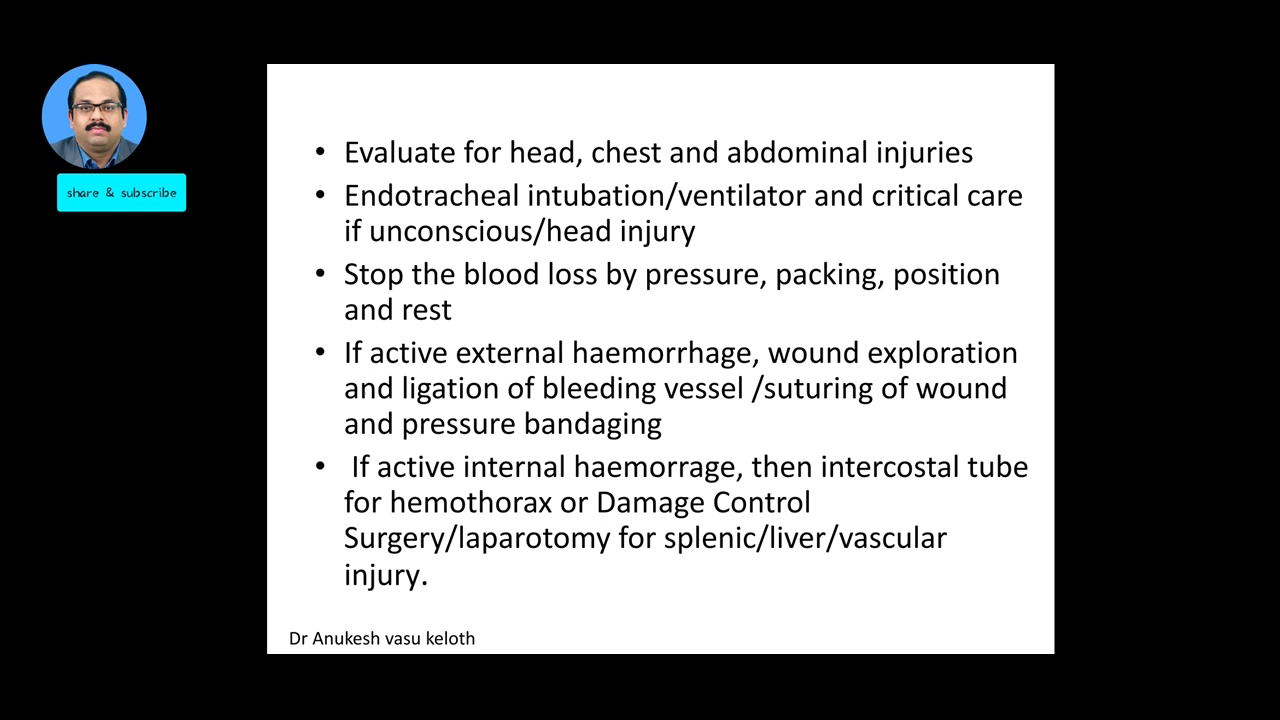 share & subscribe
• Evaluate for head, chest and abdominal injuries
• Endotracheal intubation/ventilator and critical care
if unconscious/head injury
• Stop the blood loss by pressure, packing, position
and rest
• If active external haemorrhage, wound exploration
and ligation of bleeding vessel /suturing of wound
and pressure bandaging
• If active internal haemorrage, then intercostal tube
for hemothorax or Damage Control
Surgery/laparotomy for splenic/liver/vascular
injury.
Dr Anukesh vasu keloth